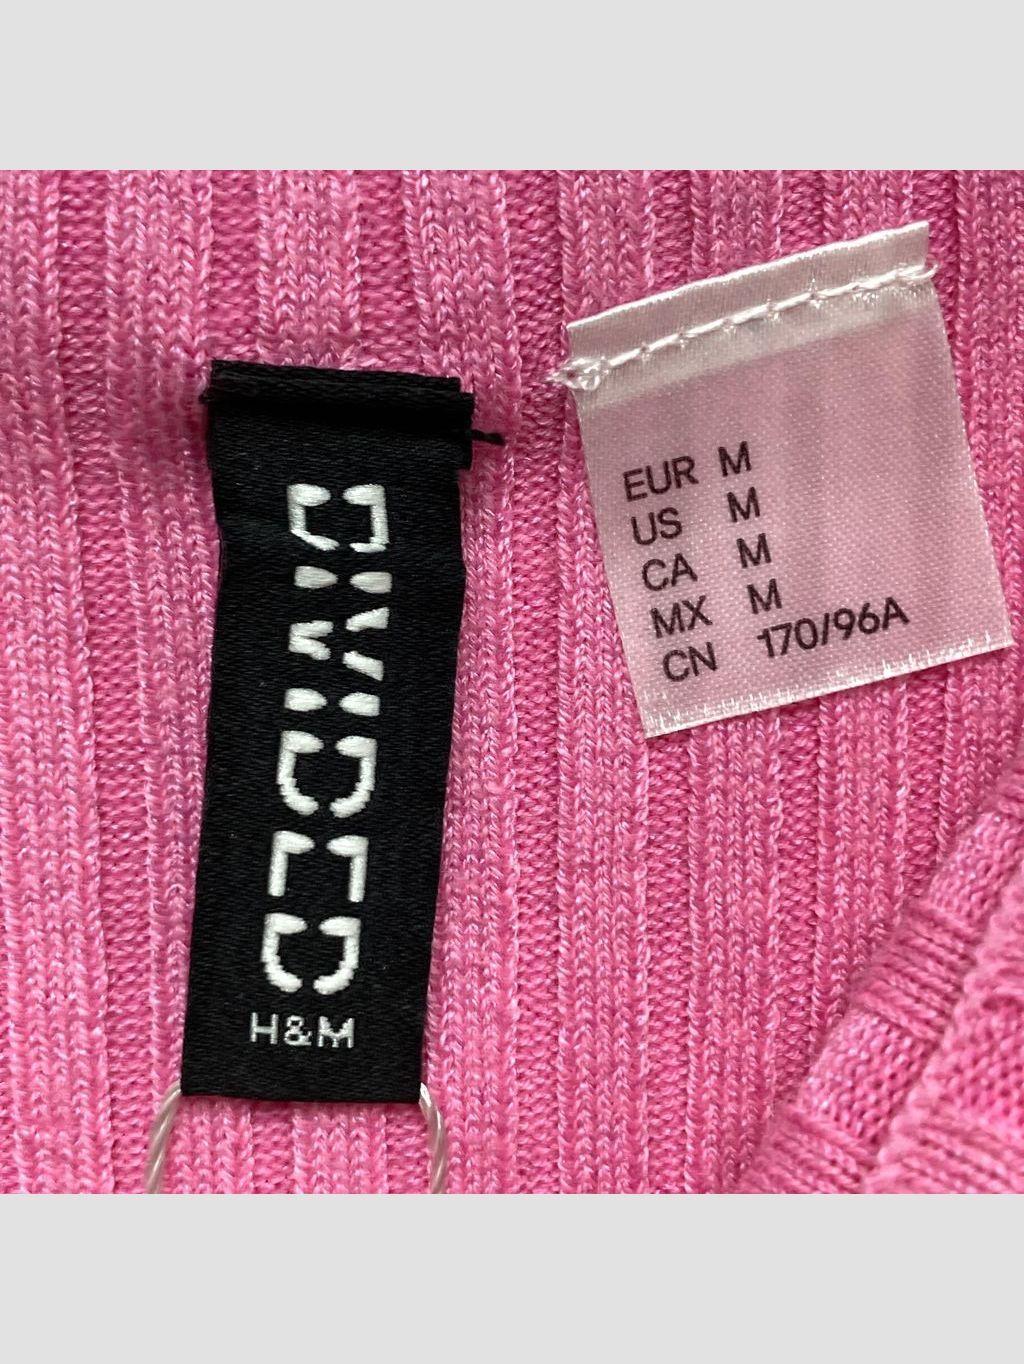 DIVIDED
H&M
EUR M
US M
CA M
MX M
CN 170/96A